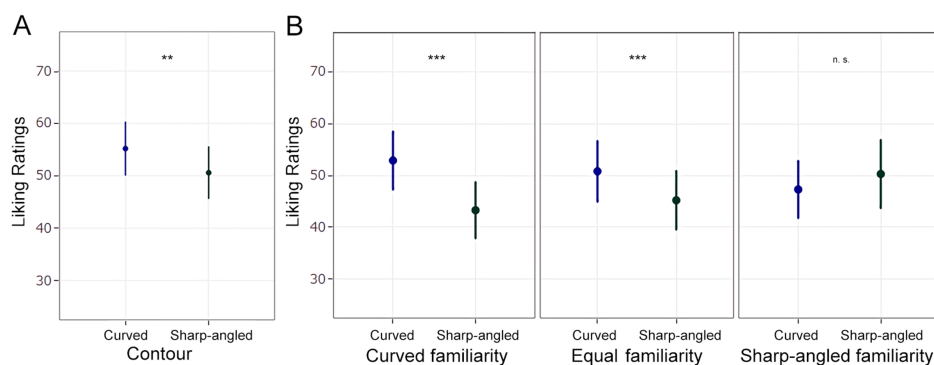 A
B
**
***
***
n. s.
Liking Ratings
70
60
50
40
30
Liking Ratings
70
60
50
40
30
Curved Sharp-angled
Contour
Curved Sharp-angled
Curved familiarity
Curved Sharp-angled
Equal familiarity
Curved Sharp-angled
Sharp-angled familiarity